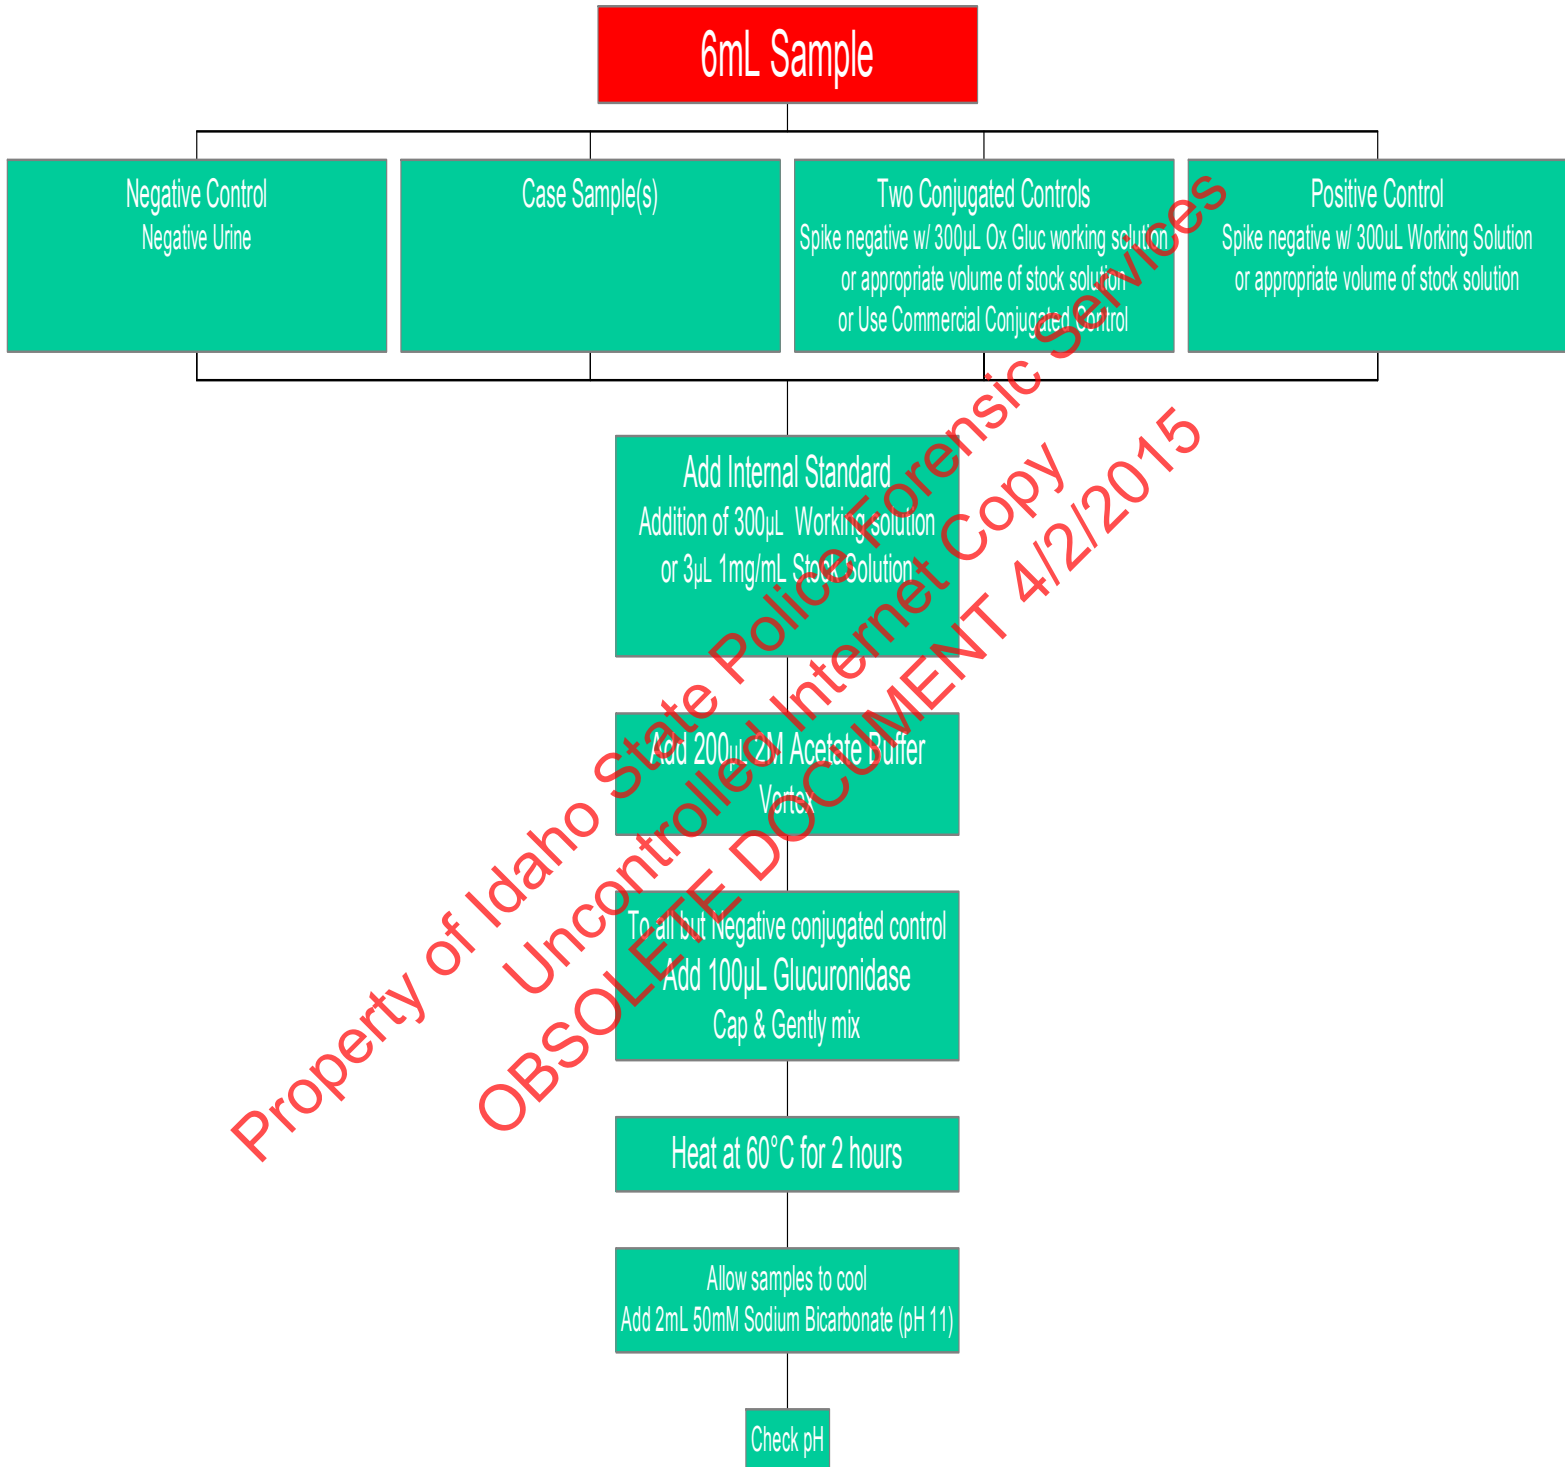 6mL Sample
Negative Control
Negative Urine
Case Sample(s)
Two Conjugated Controls
Spike negative w/ 300µL Ox Gluc working solution
or appropriate volume of stock solution
or Use Commercial Conjugated Control
Positive Control
Spike negative w/ 300uL Working Solution
or appropriate volume of stock solution
Add Internal Standard
Addition of 300µL Working solution
or 3µL 1mg/mL Stock Solution
Add 200µL 2M Acetate Buffer
Vortex
To all but Negative conjugated control
Add 100µL Glucuronidase
Cap & Gently mix
Heat at 60°C for 2 hours
Allow samples to cool
Add 2mL 50mM Sodium Bicarbonate (pH 11)
Check pH
Property of Idaho State Police Forensic Services
Uncontrolled Internet Copy
OBSOLETE DOCUMENT 4/2/2015